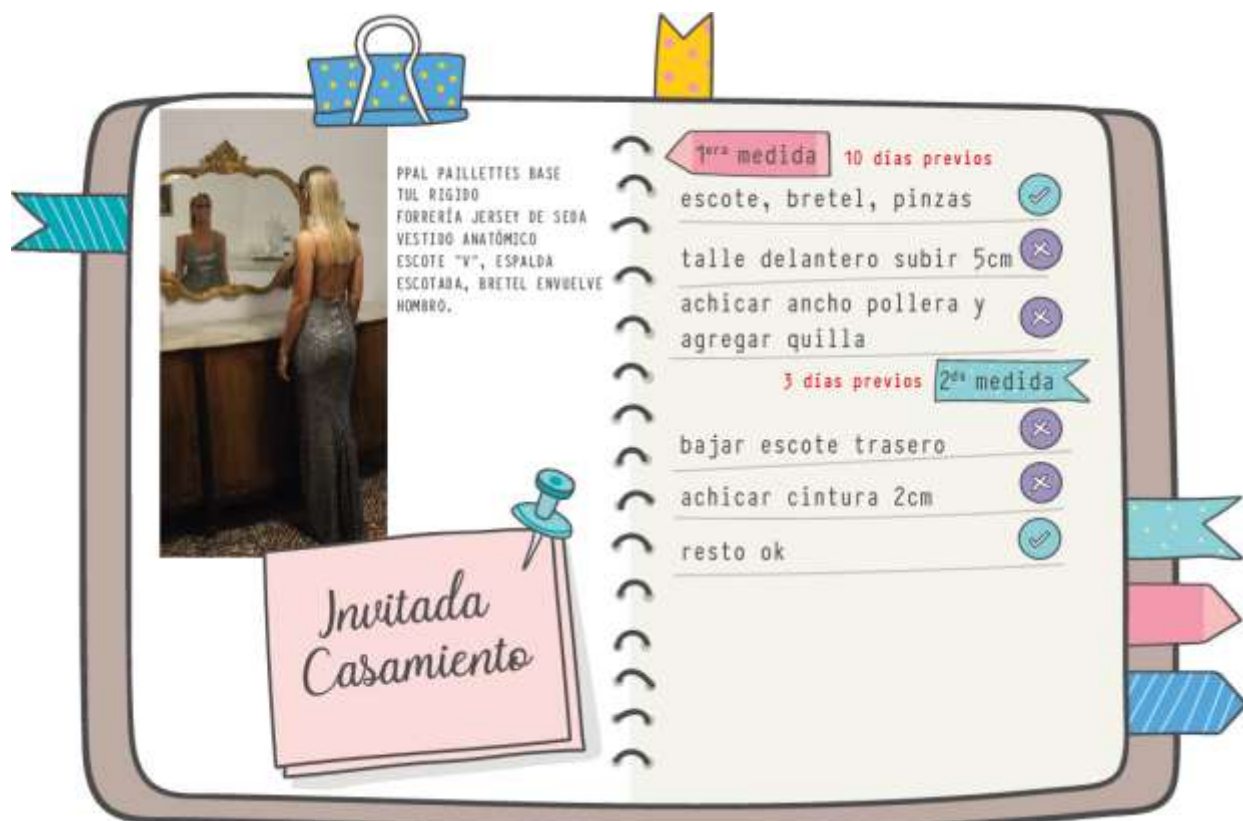 PPAL PAILLETTES BASE
TUL RIGIDO
FORRERÍA JERSEY DE SEDA
VESTIDO ANATÓMICO
ESCOTE "V", ESPALDA
ESCOTADA, BRETEL ENVUELVE
HOMBRO.
Invitada
Casamiento
1era medida 10 días previos
escote, bretel, pinzas
talle delantero subir 5cm
achicar ancho pollera y
agregar quilla
3 días previos 2da medida
bajar escote trasero
achicar cintura 2cm
resto ok